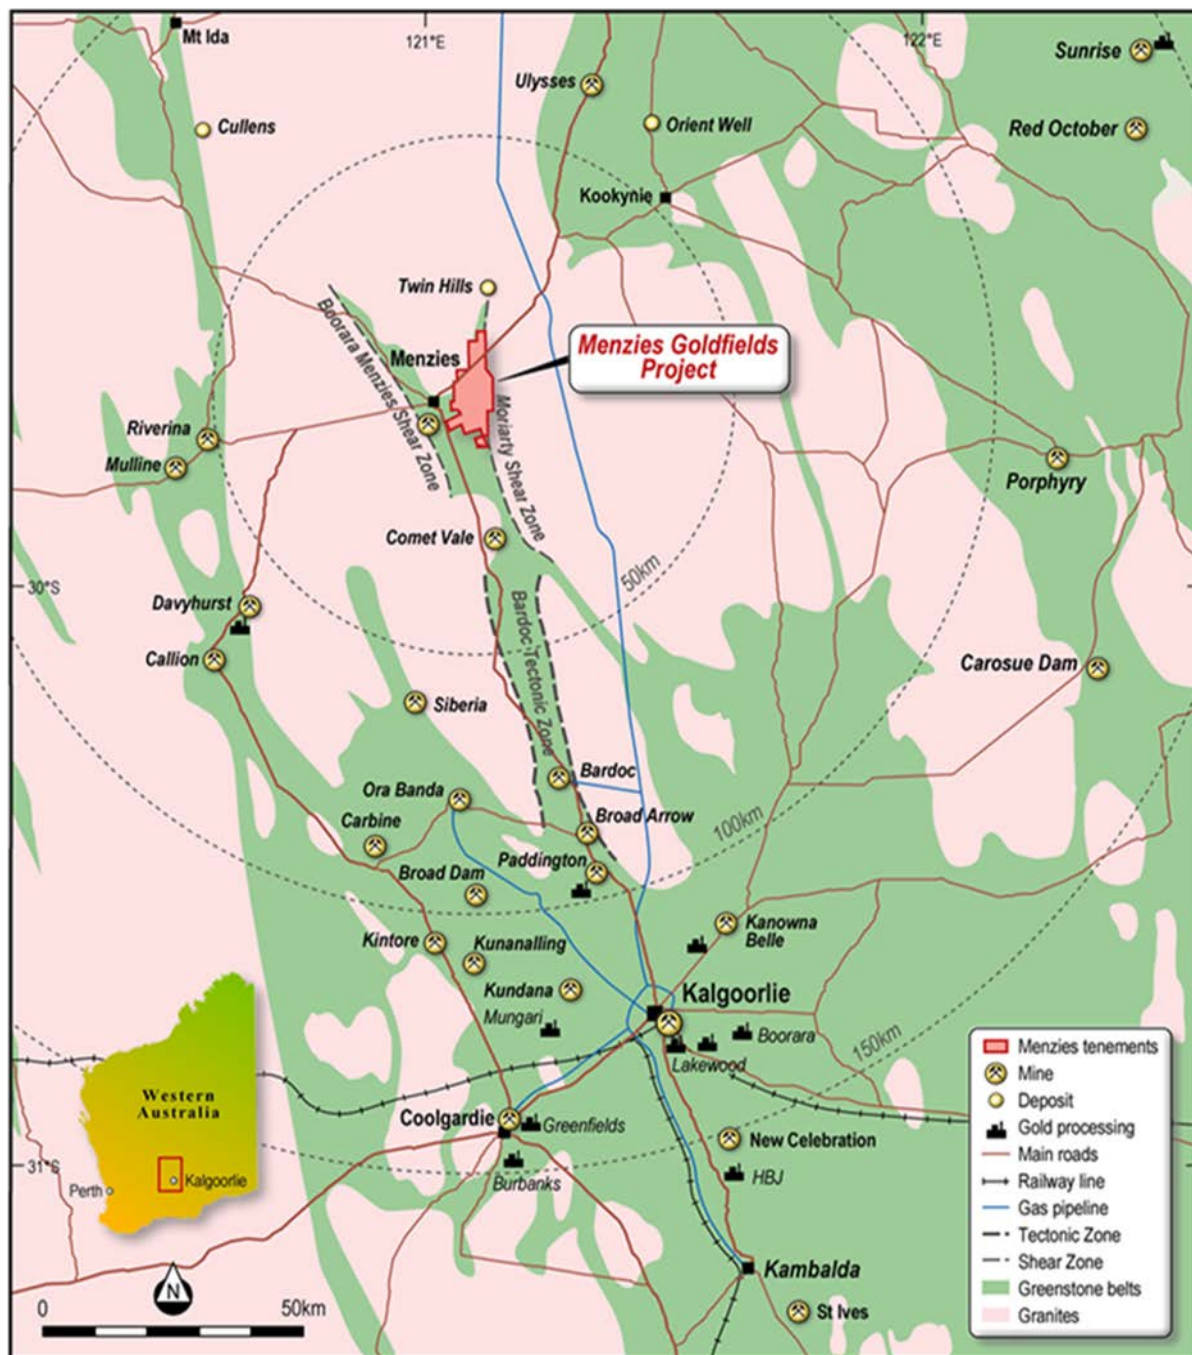 121°E
122°E
Mt Ida
Sunrise
Ulysses
Cullens
Orient Well
Red October
Kookynie
Twin Hills
Boorara Menzies Shear Zone
Menzies
Menzies Goldfields
Project
Moriarty Shear Zone
Riverina
Mulline
Porphyry
Comet Vale
50km
30°S
Davyhurst
Bardoc Tectonic Zone
Callion
Carosue Dam
Siberia
Bardoc
Ora Banda
Broad Arrow
Carbine
100km
Paddington
Broad Dam
Kanowna
Belle
Kintore
Kunanalling
Kundana
Kalgoorlie
Mungari
Boorara
150km
Lakewood
Coolgardie
Greenfields
New Celebration
31°S
Burbanks
HBJ
Kambalda
St Ives
Western
Australia
Perth
Kalgoorlie
N
0
50km
Menzies tenements
Mine
Deposit
Gold processing
Main roads
Railway line
Gas pipeline
Tectonic Zone
Shear Zone
Greenstone belts
Granites